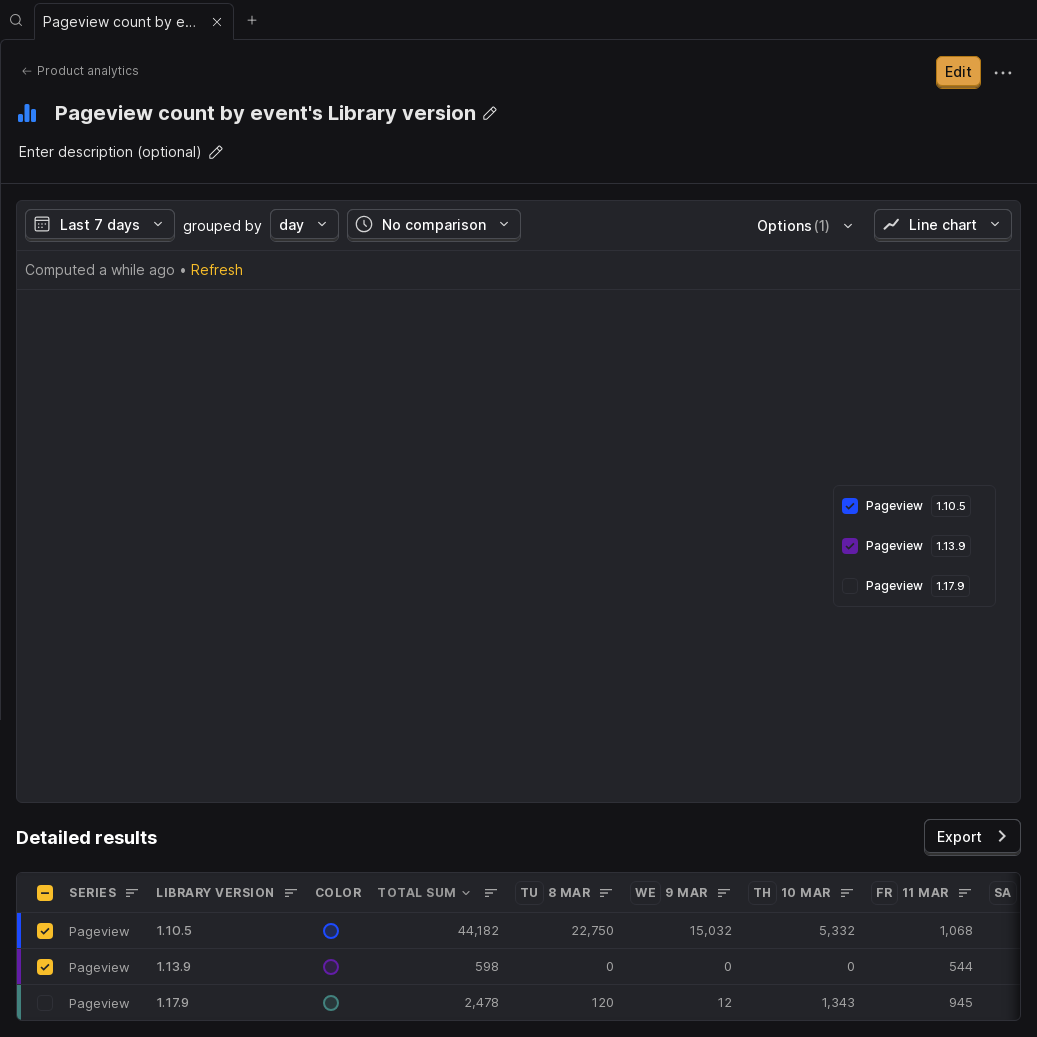 Pageview count by e...
Product analytics
Edit
Pageview count by event's Library version
Enter description (optional)
Last 7 days grouped by day No comparison Options (1) Line chart
Computed a while ago • Refresh
Pageview 1.10.5
Pageview 1.13.9
Pageview 1.17.9
Detailed results
Export
SERIES LIBRARY VERSION COLOR TOTAL SUM TU 8 MAR WE 9 MAR TH 10 MAR FR 11 MAR SA
Pageview 1.10.5 44,182 22,750 15,032 5,332 1,068
Pageview 1.13.9 598 0 0 0 544
Pageview 1.17.9 2,478 120 12 1,343 945